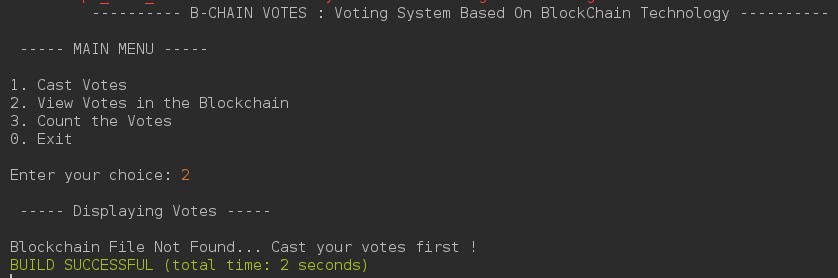 ---------- B-CHAIN VOTES : Voting System Based On BlockChain Technology ----------
----- MAIN MENU -----
1. Cast Votes
2. View Votes in the Blockchain
3. Count the Votes
0. Exit
Enter your choice: 2
----- Displaying Votes -----
Blockchain File Not Found... Cast your votes first !
BUILD SUCCESSFUL (total time: 2 seconds)